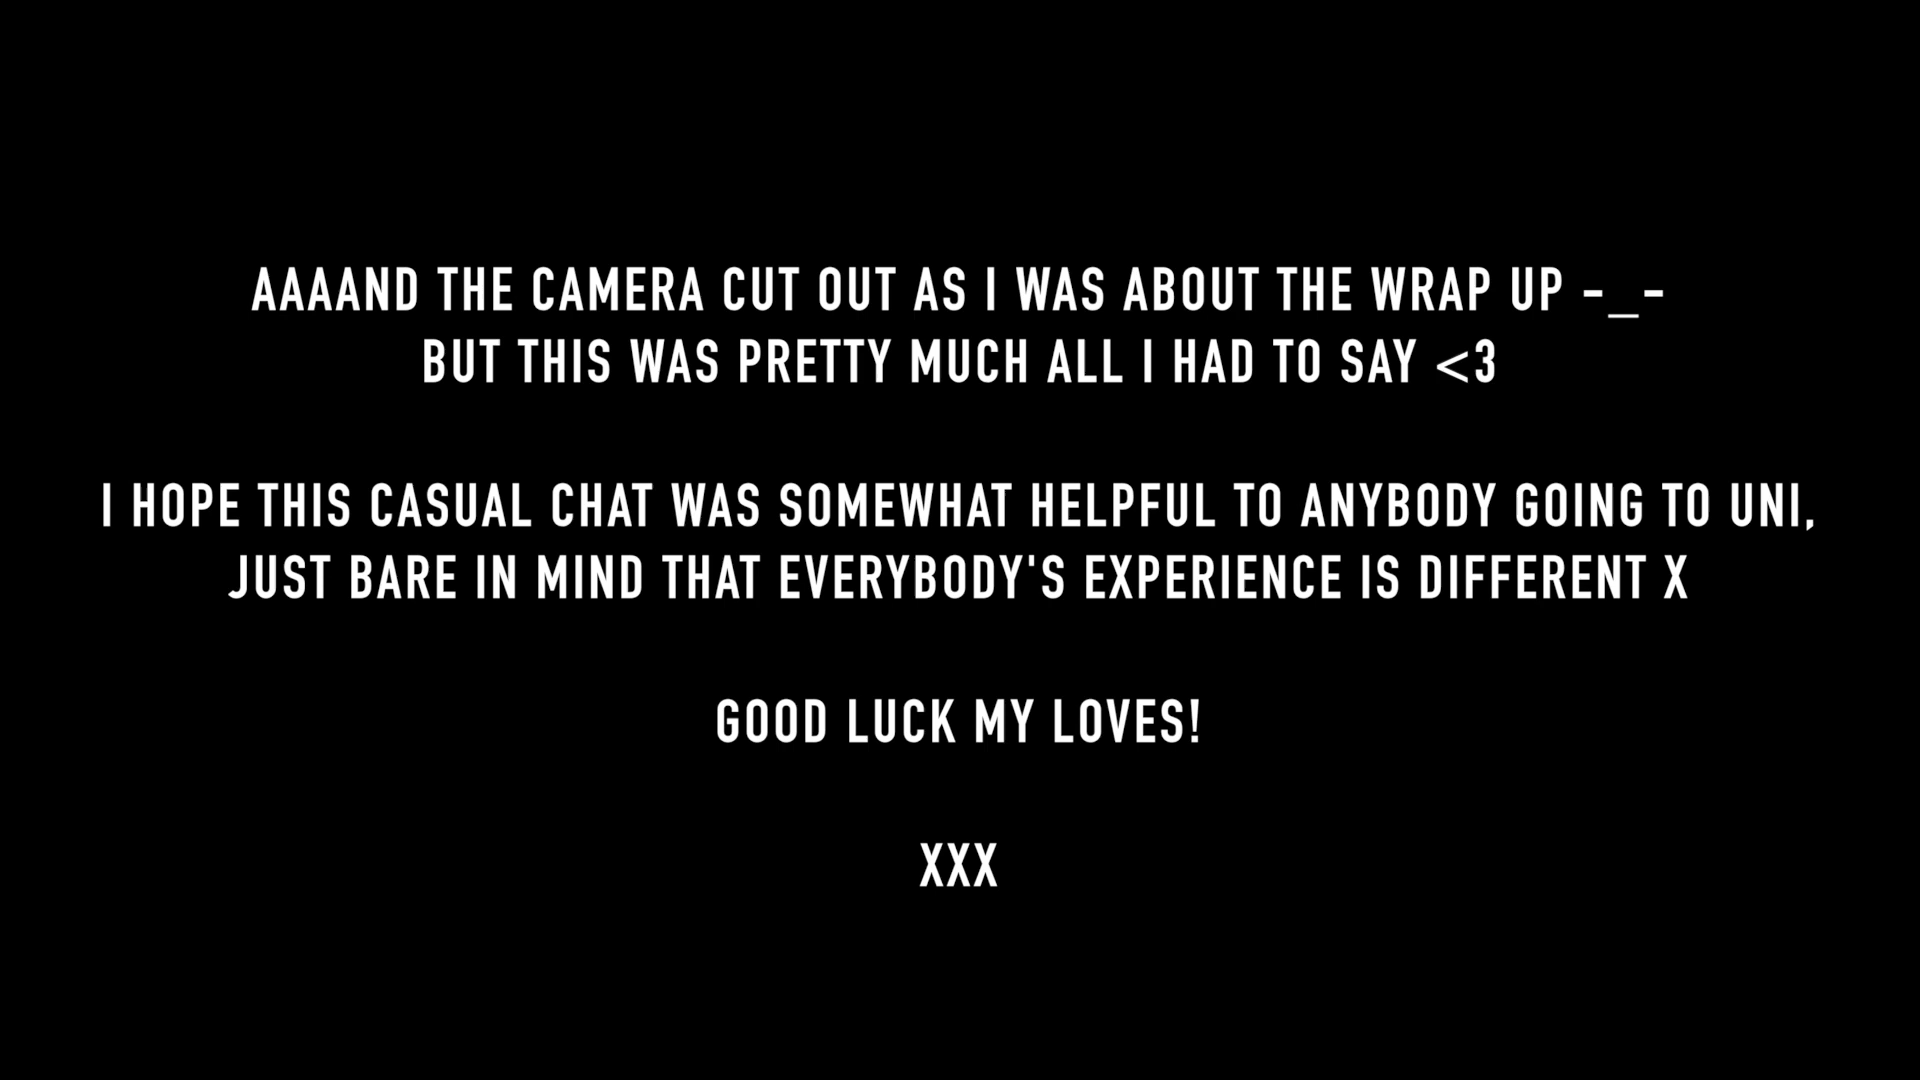 AAAAND THE CAMERA CUT OUT AS I WAS ABOUT THE WRAP UP -_-
BUT THIS WAS PRETTY MUCH ALL I HAD TO SAY <3
I HOPE THIS CASUAL CHAT WAS SOMEWHAT HELPFUL TO ANYBODY GOING TO UNI,
JUST BARE IN MIND THAT EVERYBODY'S EXPERIENCE IS DIFFERENT X
GOOD LUCK MY LOVES!
XXX